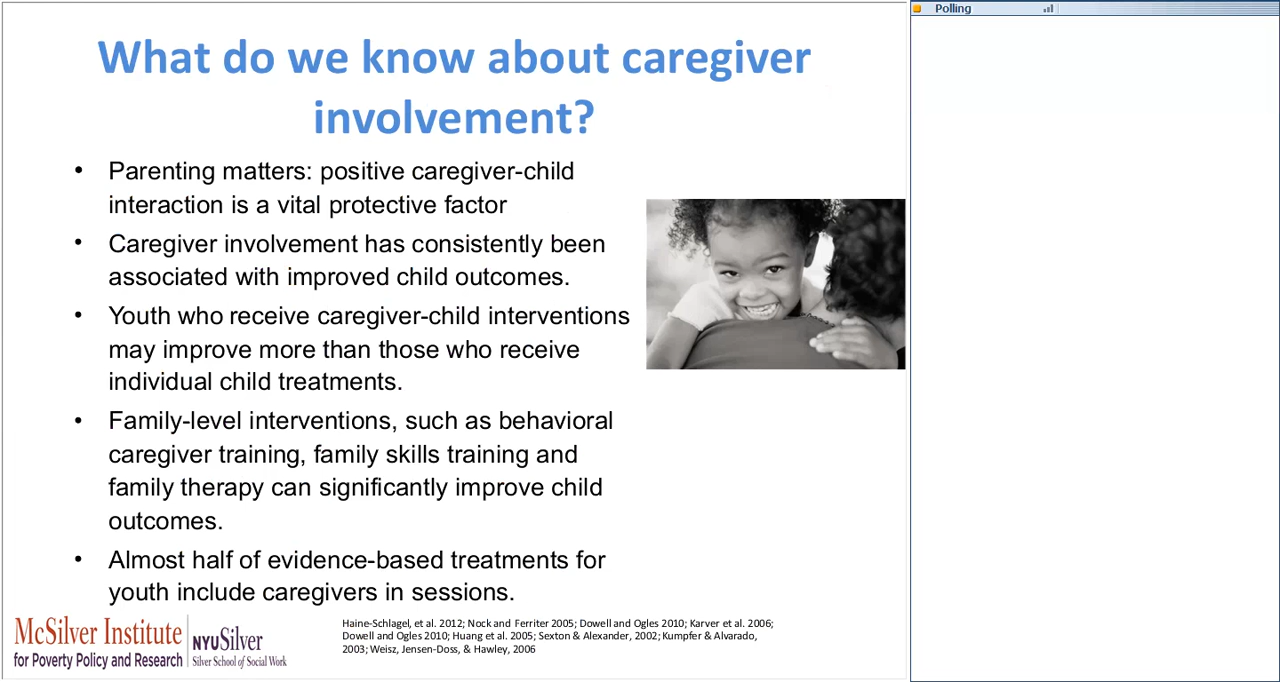 What do we know about caregiver
involvement?
• Parenting matters: positive caregiver-child
interaction is a vital protective factor
• Caregiver involvement has consistently been
associated with improved child outcomes.
• Youth who receive caregiver-child interventions
may improve more than those who receive
individual child treatments.
• Family-level interventions, such as behavioral
caregiver training, family skills training and
family therapy can significantly improve child
outcomes.
• Almost half of evidence-based treatments for
youth include caregivers in sessions.
McSilver Institute
for Poverty Policy and Research
NYUSilver
Silver School of Social Work
Haine-Schlagel, et al. 2012; Nock and Ferriter 2005; Dowell and Ogles 2010; Karver et al. 2006;
Dowell and Ogles 2010; Huang et al. 2005; Sexton & Alexander, 2002; Kumpfer & Alvarado,
2003; Weisz, Jensen-Doss, & Hawley, 2006
Polling